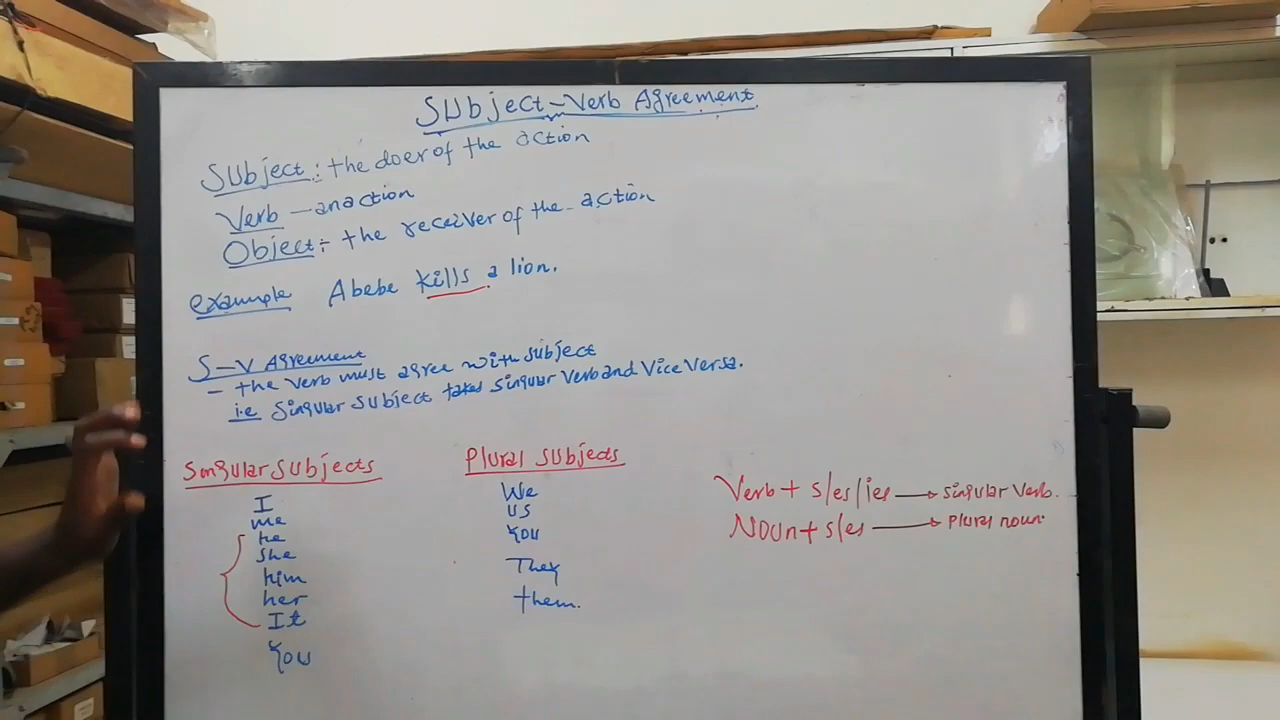 Subject-Verb Agreement
Subject: the doer of the action
Verb - an action
Object: the receiver of the action
example Abebe kills a lion.
S-V Agreement
- the verb must agree with subject
i.e Singular subject takes singular verb and vice versa.
Singular subjects
I
me
he
she
him
her
It
you
Plural subjects
We
us
you
They
them.
Verb + s/es/ies → singular verb.
Noun + s/es → plural noun.